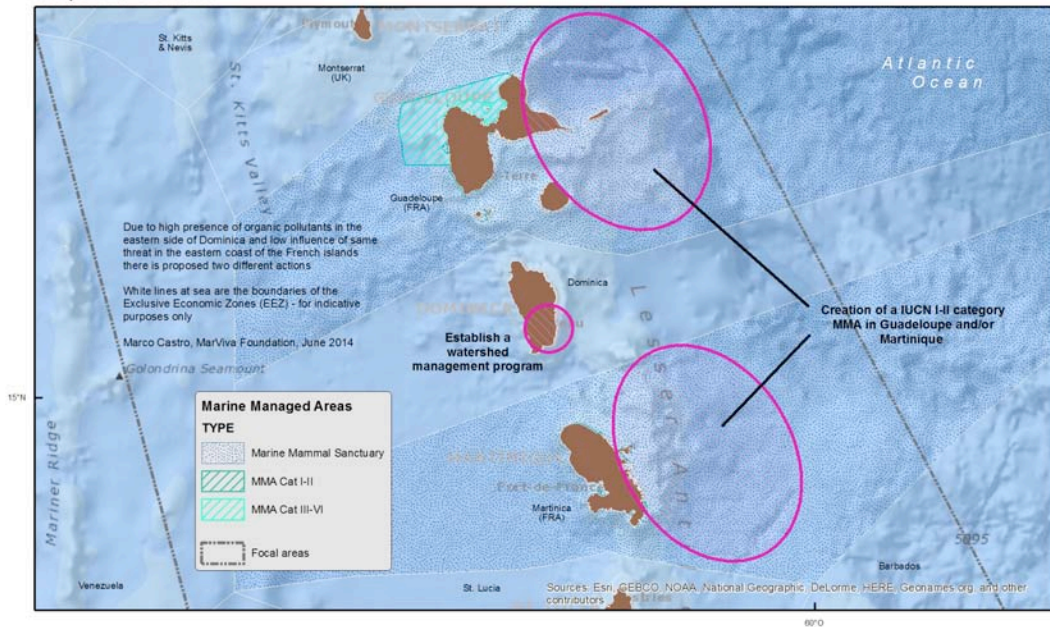 Plymouth
MONTSERRAT
St. Kitts
& Nevis
Montserrat
(UK)
Atlantic
Ocean
St. Kitts Valley
Guadeloupe
(FRA)
Due to high presence of organic pollutants in the
eastern side of Dominica and low influence of same
threat in the eastern coast of the French islands
there is proposed two different actions
White lines at sea are the boundaries of the
Exclusive Economic Zones (EEZ) - for indicative
purposes only
Marco Castro, MarViva Foundation, June 2014
Dominica
Lesser Ant
Creation of a IUCN I-II category
MMA in Guadeloupe and/or
Martinique
Establish a
watershed
management program
Golondrina Seamount
15°N
Mariner Ridge
Marine Managed Areas
TYPE
Marine Mammal Sanctuary
MMA Cat I-II
MMA Cat III-VI
Focal areas
Fort-de-France
Martinica
(FRA)
5895
Barbados
Venezuela
St. Lucia
Sources: Esri, GEBCO, NOAA, National Geographic, DeLorme, HERE, Geonames.org, and other
contributors
60°O